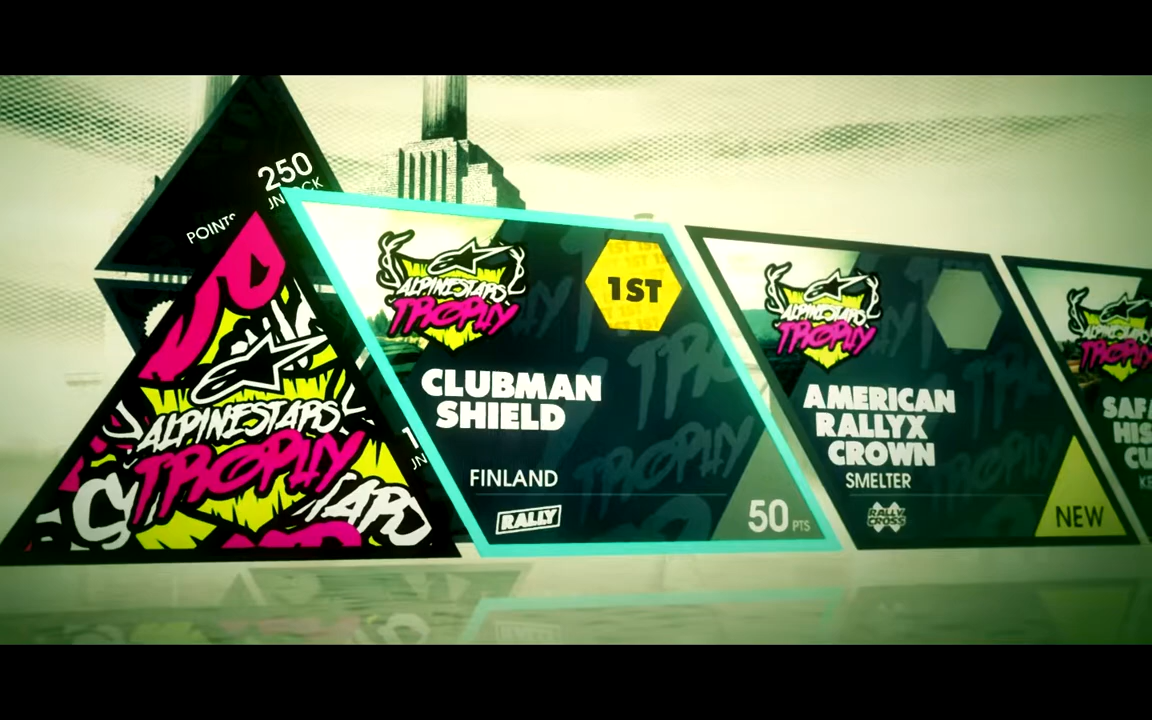 250
POINTS
ALPINESTARS
TROPHY
ALPINESTARS
TROPHY
1ST
CLUBMAN
SHIELD
FINLAND
RALLY
50 PTS
ALPINESTARS
TROPHY
AMERICAN
RALLYX
CROWN
SMELTER
RALLY
CROSS
NEW
ALPINESTARS
TROPHY